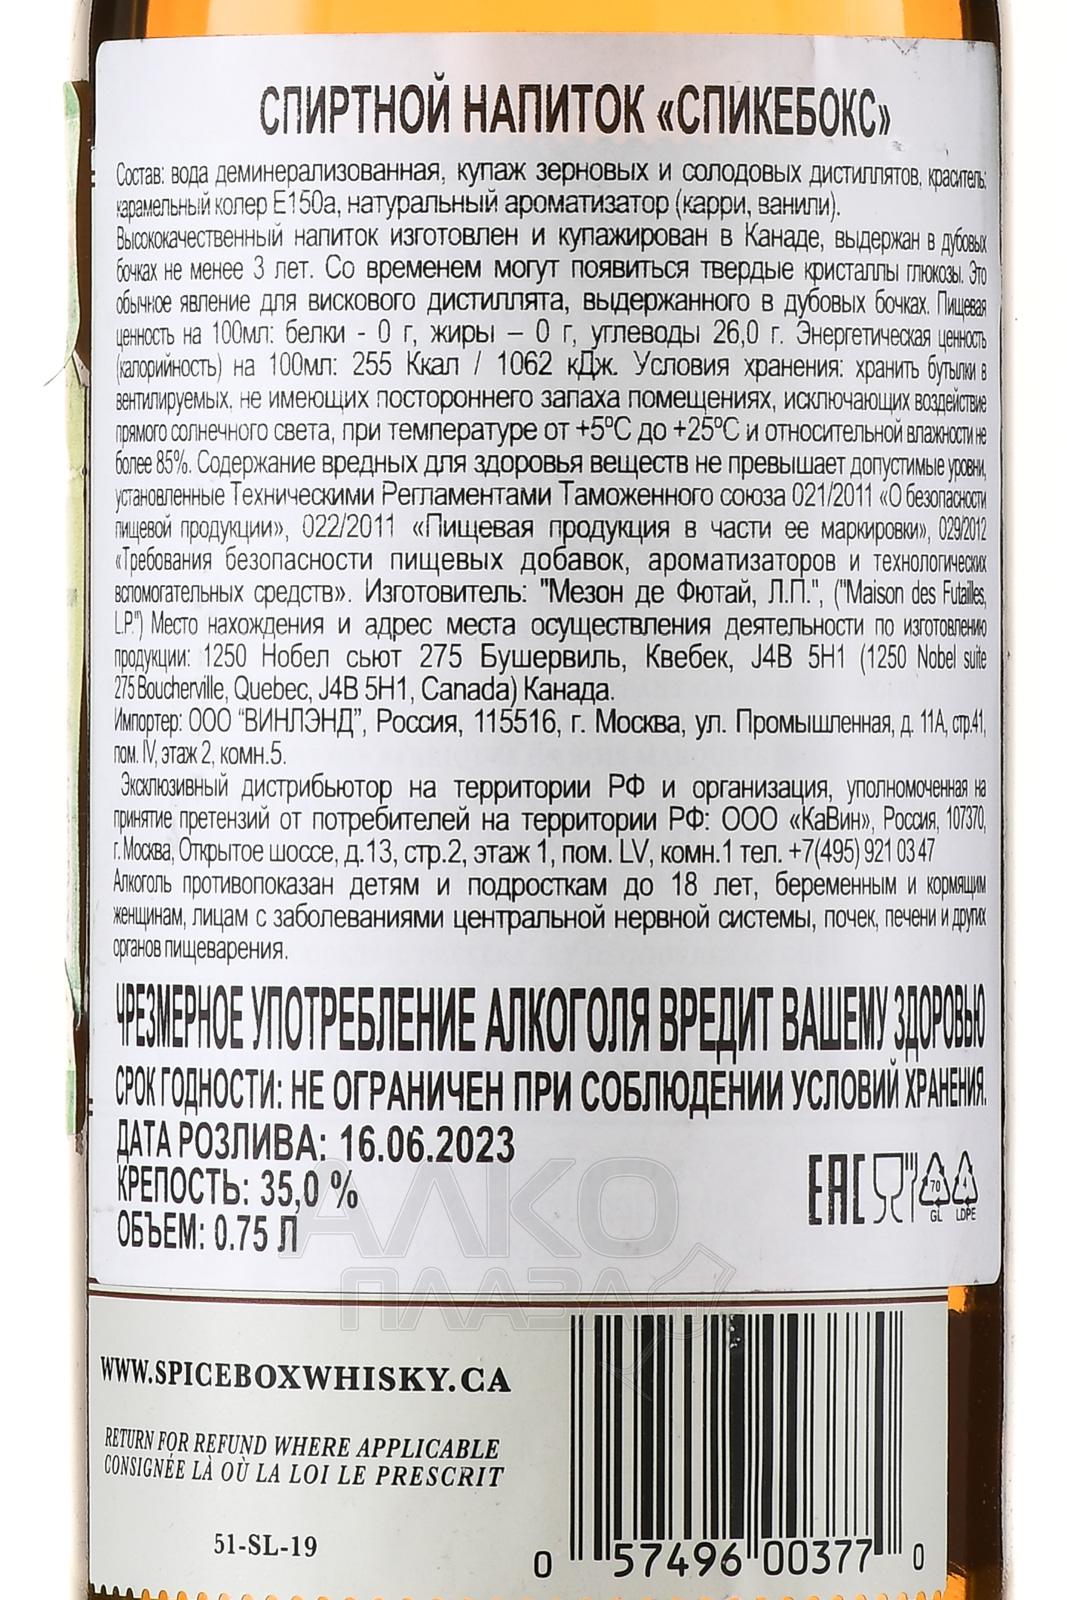 СПИРТНОЙ НАПИТОК «СПИКЕБОКС»
Состав: вода деминерализованная, купаж зерновых и солодовых дистиллятов, краситель:
карамельный колер Е150а, натуральный ароматизатор (карри, ванили).
Высококачественный напиток изготовлен и купажирован в Канаде, выдержан в дубовых
бочках не менее 3 лет. Со временем могут появиться твердые кристаллы глюкозы. Это
обычное явление для вискового дистиллята, выдержанного в дубовых бочках. Пищевая
ценность на 100мл: белки - 0 г, жиры – 0 г, углеводы 26,0 г. Энергетическая ценность
(калорийность) на 100мл: 255 Ккал / 1062 кДж. Условия хранения: хранить бутылки в
вентилируемых, не имеющих постороннего запаха помещениях, исключающих воздействие
прямого солнечного света, при температуре от +5ºС до +25ºС и относительной влажности не
более 85%. Содержание вредных для здоровья веществ не превышает допустимые уровни,
установленные Техническими Регламентами Таможенного союза 021/2011 «О безопасности
пищевой продукции», 022/2011 «Пищевая продукция в части ее маркировки», 029/2012
«Требования безопасности пищевых добавок, ароматизаторов и технологических
вспомогательных средств». Изготовитель: "Мезон де Фютай, Л.П.", ("Maison des Futailles,
L.P.") Место нахождения и адрес места осуществления деятельности по изготовлению
продукции: 1250 Нобел сьют 275 Бушервиль, Квебек, J4B 5H1 (1250 Nobel suite
275 Boucherville, Quebec, J4B 5H1, Canada) Канада.
Импортер: ООО “ВИНЛЭНД”, Россия, 115516, г. Москва, ул. Промышленная, д. 11А, стр.41,
пом. IV, этаж 2, комн.5.
Эксклюзивный дистрибьютор на территории РФ и организация, уполномоченная на
принятие претензий от потребителей на территории РФ: ООО «КаВин», Россия, 107370,
г. Москва, Открытое шоссе, д.13, стр.2, этаж 1, пом. LV, комн.1 тел. +7(495) 921 03 47
Алкоголь противопоказан детям и подросткам до 18 лет, беременным и кормящим
женщинам, лицам с заболеваниями центральной нервной системы, почек, печени и других
органов пищеварения.
ЧРЕЗМЕРНОЕ УПОТРЕБЛЕНИЕ АЛКОГОЛЯ ВРЕДИТ ВАШЕМУ ЗДОРОВЬЮ
СРОК ГОДНОСТИ: НЕ ОГРАНИЧЕН ПРИ СОБЛЮДЕНИИ УСЛОВИЙ ХРАНЕНИЯ.
ДАТА РОЗЛИВА: 16.06.2023
КРЕПОСТЬ: 35,0 %
ОБЪЕМ: 0.75 Л
EAC
70
GL
4
LDPE
АЛКО
ПЛАЗА
WWW.SPICEBOXWHISKY.CA
RETURN FOR REFUND WHERE APPLICABLE
CONSIGNÉE LÀ OÙ LA LOI LE PRESCRIT
51-SL-19
0 57496 00377 0